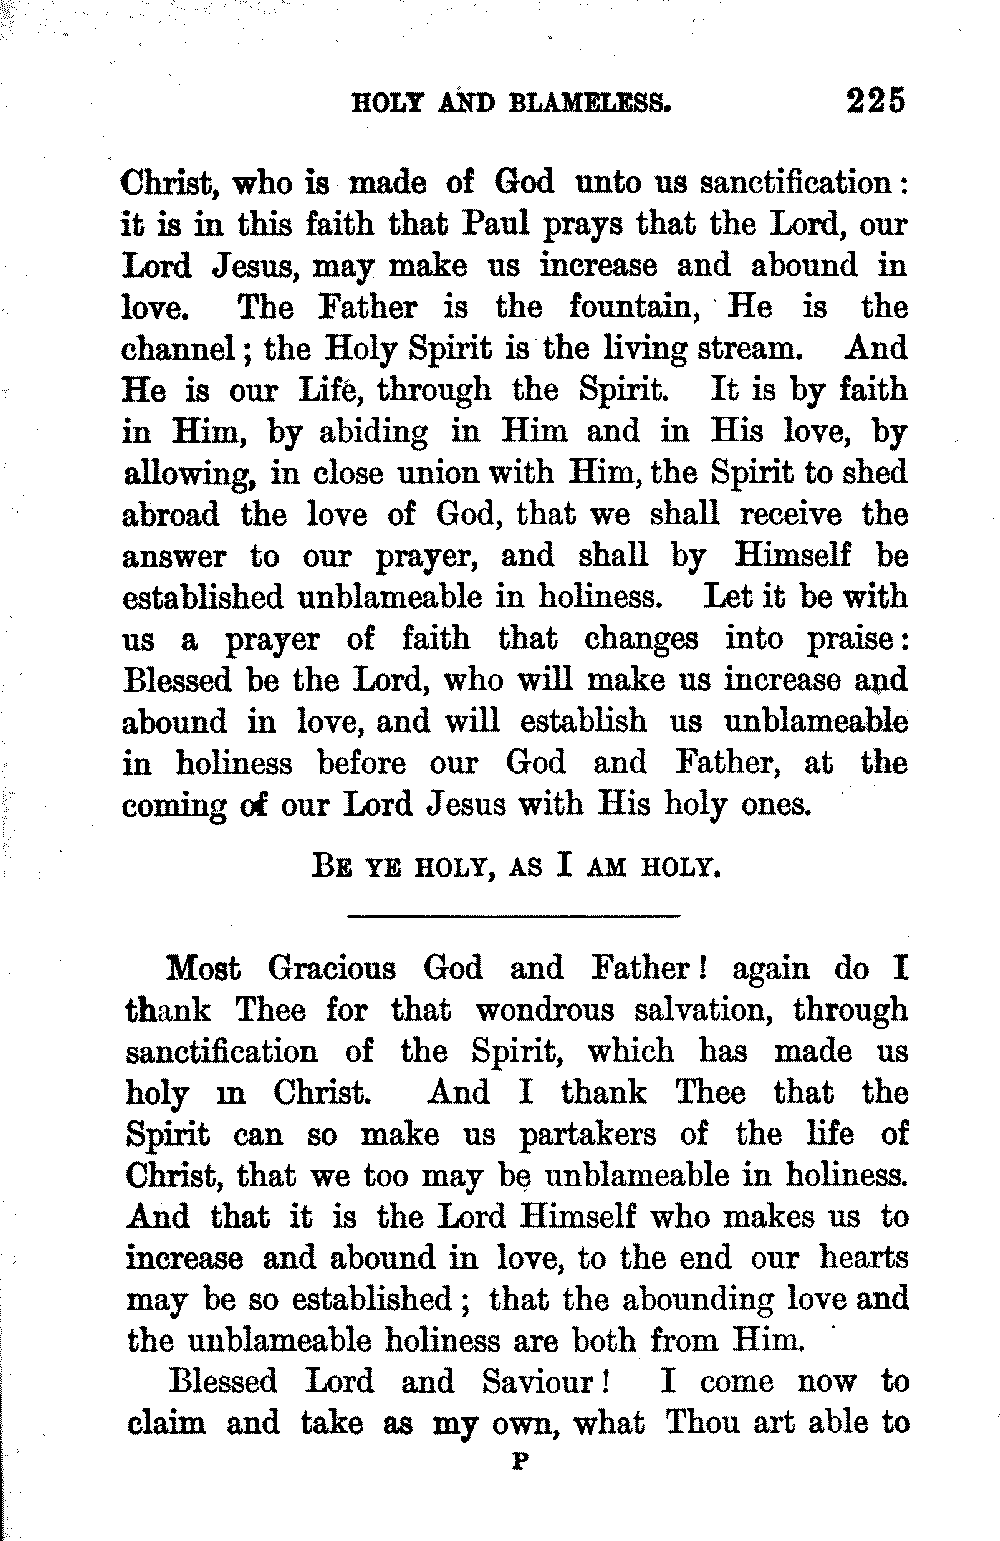 HOLY AND BLAMELESS. 225
Christ, who is made of God unto us sanctification :
it is in this faith that Paul prays that the Lord, our
Lord Jesus, may make us increase and abound in
love. The Father is the fountain, He is the
channel ; the Holy Spirit is the living stream. And
He is our Life, through the Spirit. It is by faith
in Him, by abiding in Him and in His love, by
allowing, in close union with Him, the Spirit to shed
abroad the love of God, that we shall receive the
answer to our prayer, and shall by Himself be
established unblameable in holiness. Let it be with
us a prayer of faith that changes into praise :
Blessed be the Lord, who will make us increase and
abound in love, and will establish us unblameable
in holiness before our God and Father, at the
coming of our Lord Jesus with His holy ones.
BE YE HOLY, AS I AM HOLY.
Most Gracious God and Father ! again do I
thank Thee for that wondrous salvation, through
sanctification of the Spirit, which has made us
holy in Christ. And I thank Thee that the
Spirit can so make us partakers of the life of
Christ, that we too may be unblameable in holiness.
And that it is the Lord Himself who makes us to
increase and abound in love, to the end our hearts
may be so established ; that the abounding love and
the unblameable holiness are both from Him.
Blessed Lord and Saviour ! I come now to
claim and take as my own, what Thou art able to
P